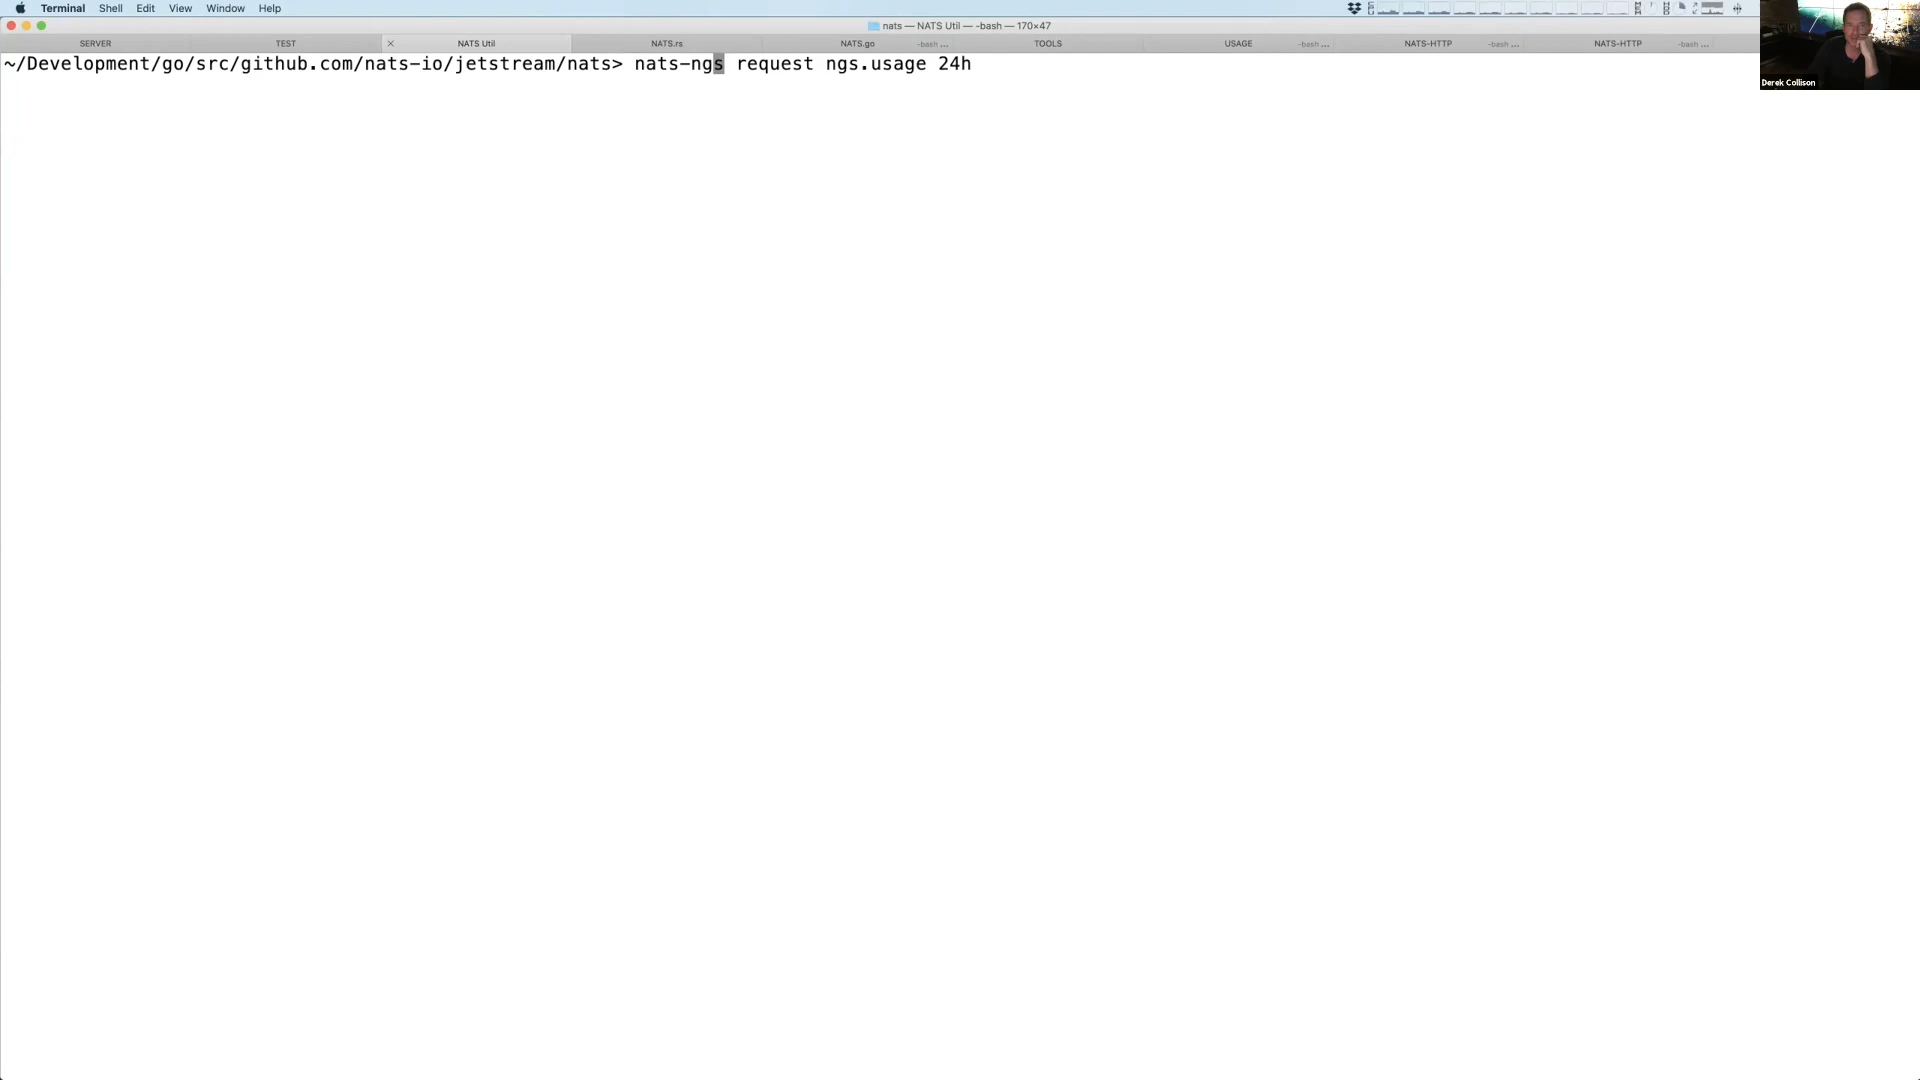 Terminal Shell Edit View Window Help
nats — NATS Util — -bash — 170×47
SERVER TEST NATS Util NATS.rs NATS.go -bash ... TOOLS USAGE -bash ... NATS-HTTP -bash ... NATS-HTTP -bash ...
~/Development/go/src/github.com/nats-io/jetstream/nats> nats-ngs request ngs.usage 24h
Derek Collison